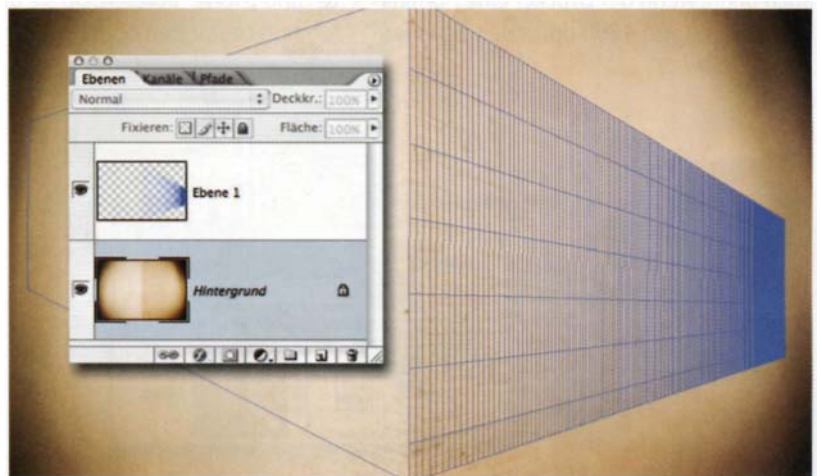 Ebenen Kanäle Pfade
Normal Deckkr.: 100%
Fixieren: Fläche: 100%
Ebene 1
Hintergrund